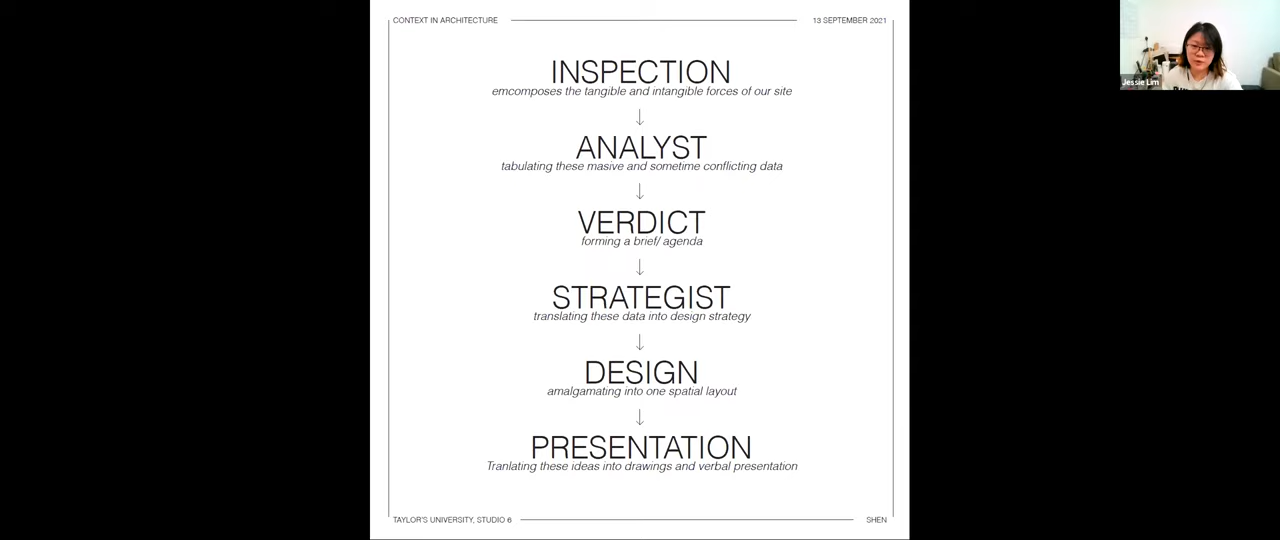 CONTEXT IN ARCHITECTURE
13 SEPTEMBER 2021
INSPECTION
emcomposes the tangible and intangible forces of our site
ANALYST
tabulating these masive and sometime conflicting data
VERDICT
forming a brief/ agenda
STRATEGIST
translating these data into design strategy
DESIGN
amalgamating into one spatial layout
PRESENTATION
Tranlating these ideas into drawings and verbal presentation
TAYLOR'S UNIVERSITY, STUDIO 6
SHEN
Jessie Lim